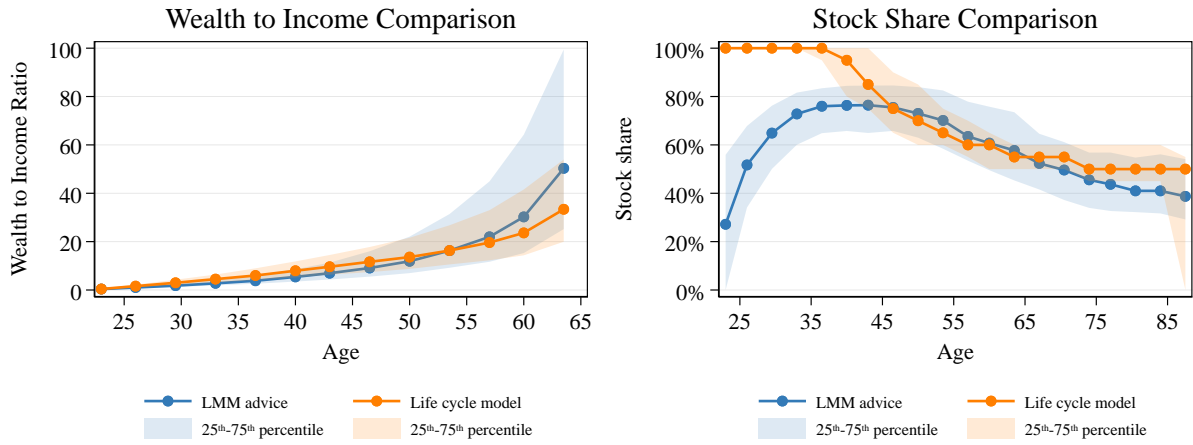 Wealth to Income Comparison
Wealth to Income Ratio
100
80
60
40
20
0
25 30 35 40 45 50 55 60 65
Age
LMM advice
Life cycle model
25th-75th percentile
25th-75th percentile
Stock Share Comparison
Stock share
100%
80%
60%
40%
20%
0%
25 35 45 55 65 75 85
Age
LMM advice
Life cycle model
25th-75th percentile
25th-75th percentile